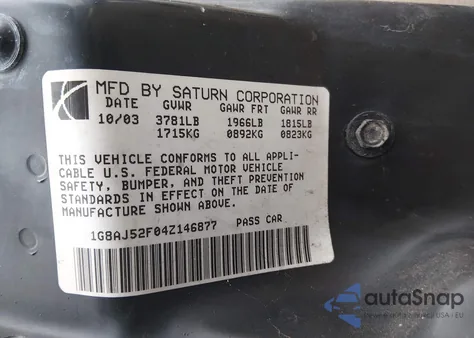 MFD BY SATURN CORPORATION
DATE GVWR GAWR FRT GAWR RR
10/03 3781LB 1966LB 1815LB
1715KG 0892KG 0823KG
THIS VEHICLE CONFORMS TO ALL APPLI-
CABLE U.S. FEDERAL MOTOR VEHICLE
SAFETY, BUMPER, AND THEFT PREVENTION
STANDARDS IN EFFECT ON THE DATE OF
MANUFACTURE SHOWN ABOVE.
1G8AJ52F04Z146877 PASS CAR
autoSnap
USA - EU